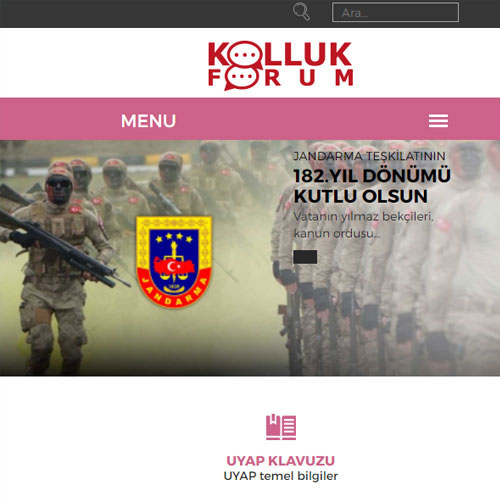 Ara...
KOLLUK
FORUM
MENU
JANDARMA TEŞKİLATININ
182.YIL DÖNÜMÜ
KUTLU OLSUN
Vatanın yılmaz bekçileri,
kanun ordusu...
1839
JANDARMA
UYAP KLAVUZU
UYAP temel bilgiler